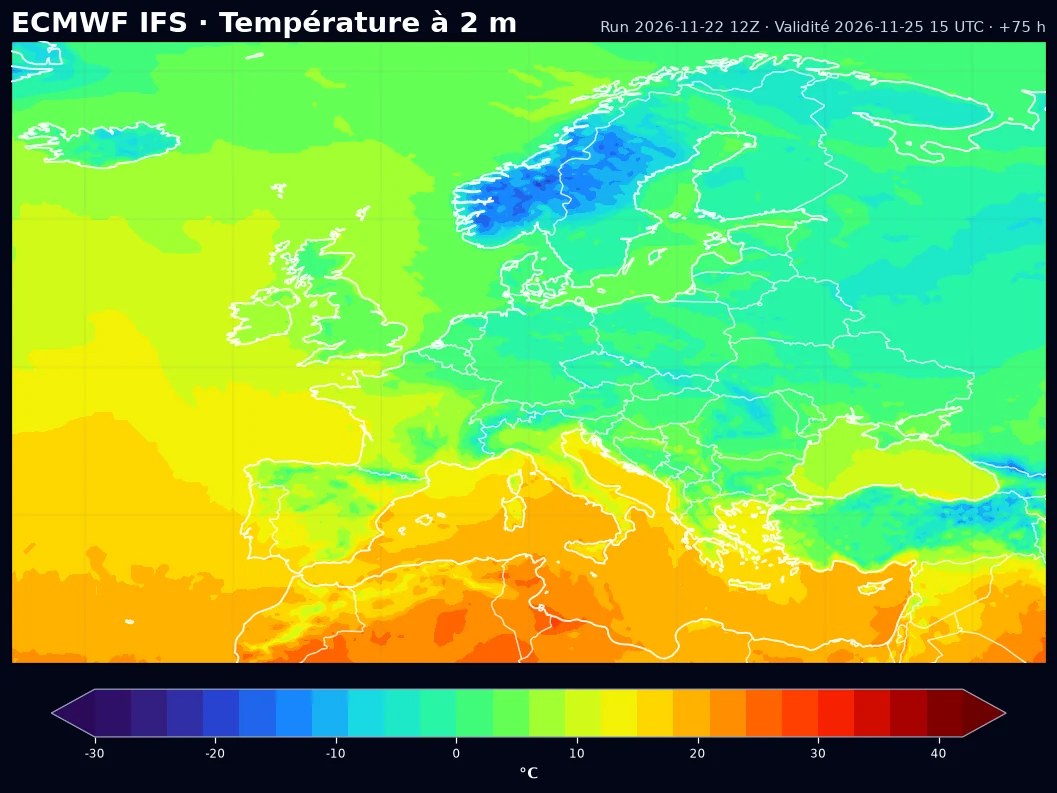 ECMWF IFS · Température à 2 m
Run 2026-11-22 12Z · Validité 2026-11-25 15 UTC · +75 h
-30 -20 -10 0 10 20 30 40
°C